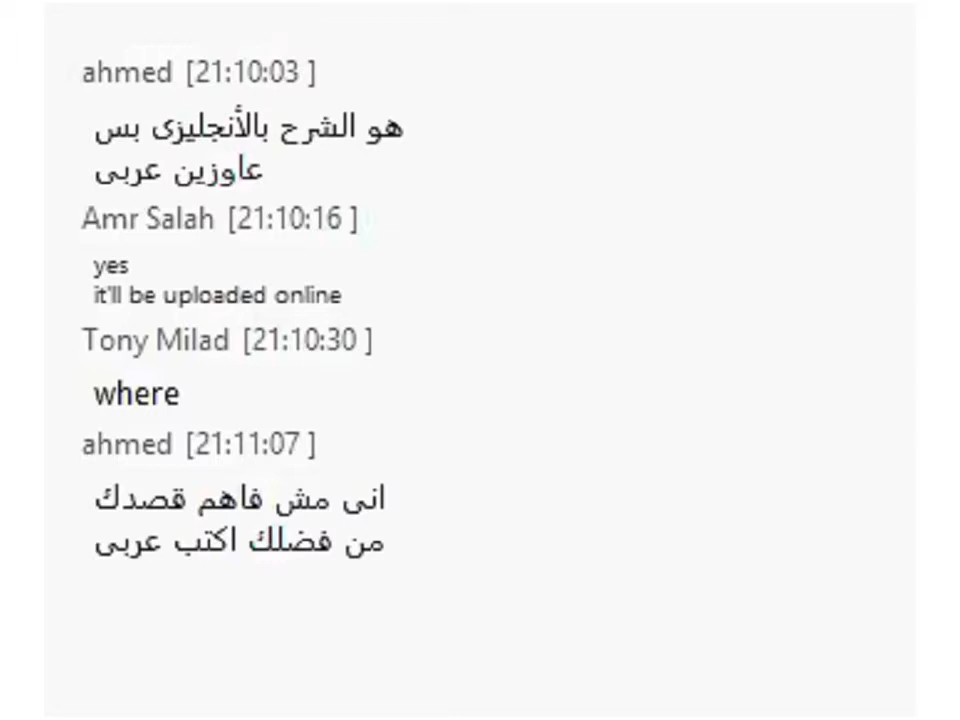 ahmed [21:10:03 ]
هو الشرح بالأنجليزى بس
عاوزين عربى
Amr Salah [21:10:16 ]
yes
it'll be uploaded online
Tony Milad [21:10:30 ]
where
ahmed [21:11:07 ]
انى مش فاهم قصدك
من فضلك اكتب عربى